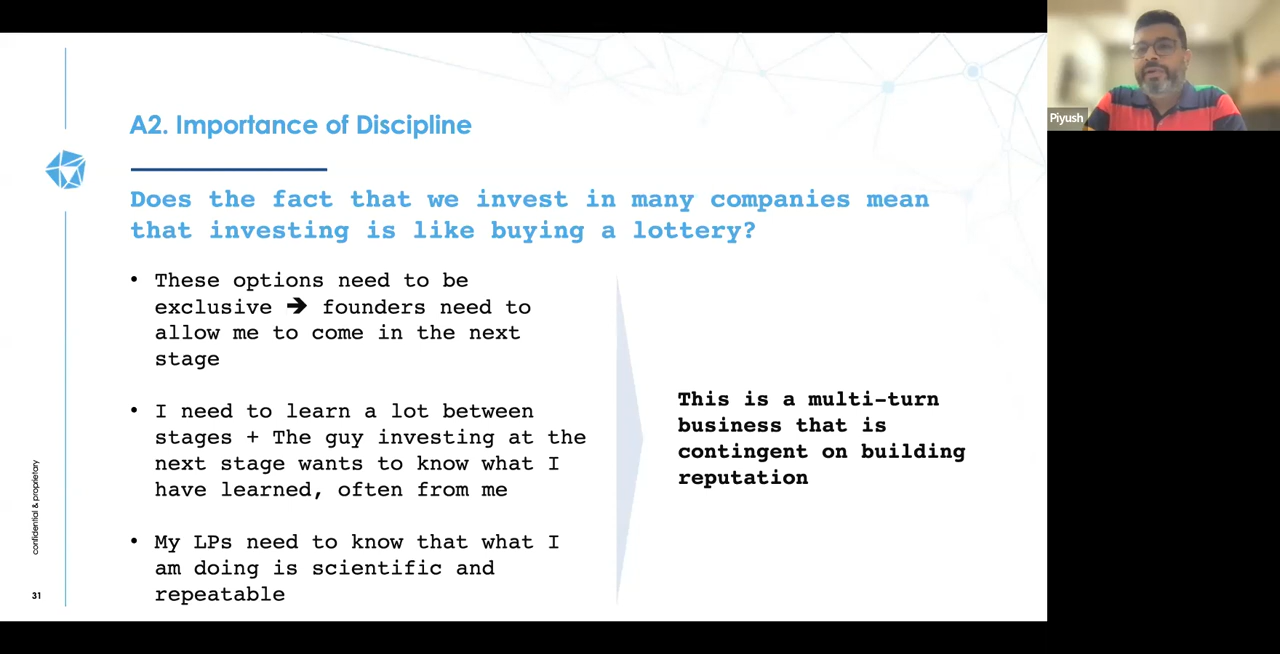 A2. Importance of Discipline
Does the fact that we invest in many companies mean
that investing is like buying a lottery?
• These options need to be
exclusive ➔ founders need to
allow me to come in the next
stage
• I need to learn a lot between
stages + The guy investing at the
next stage wants to know what I
have learned, often from me
• My LPs need to know that what I
am doing is scientific and
repeatable
This is a multi-turn
business that is
contingent on building
reputation
confidential & proprietary
31
Piyush